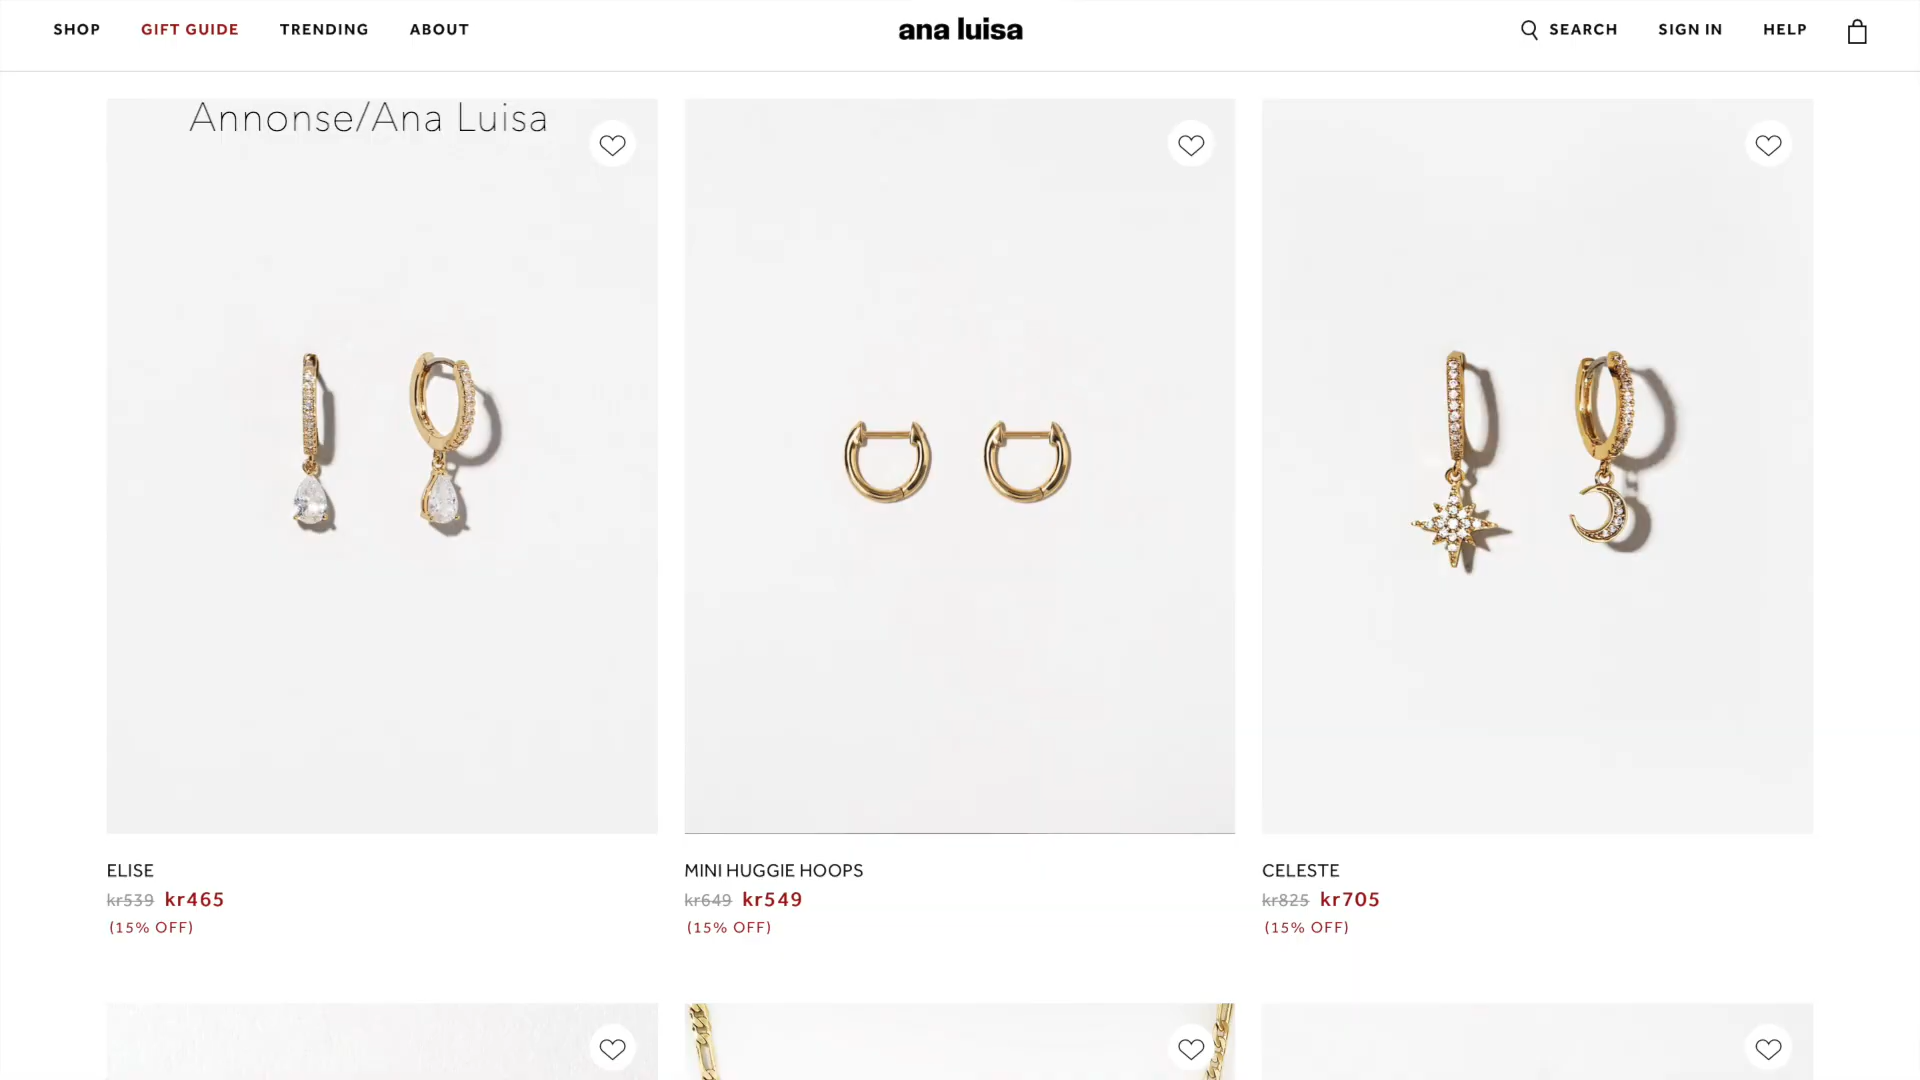 SHOP GIFT GUIDE TRENDING ABOUT ana luisa SEARCH SIGN IN HELP
Annonse/Ana Luisa
ELISE
kr539 kr465
(15% OFF)
MINI HUGGIE HOOPS
kr649 kr549
(15% OFF)
CELESTE
kr825 kr705
(15% OFF)